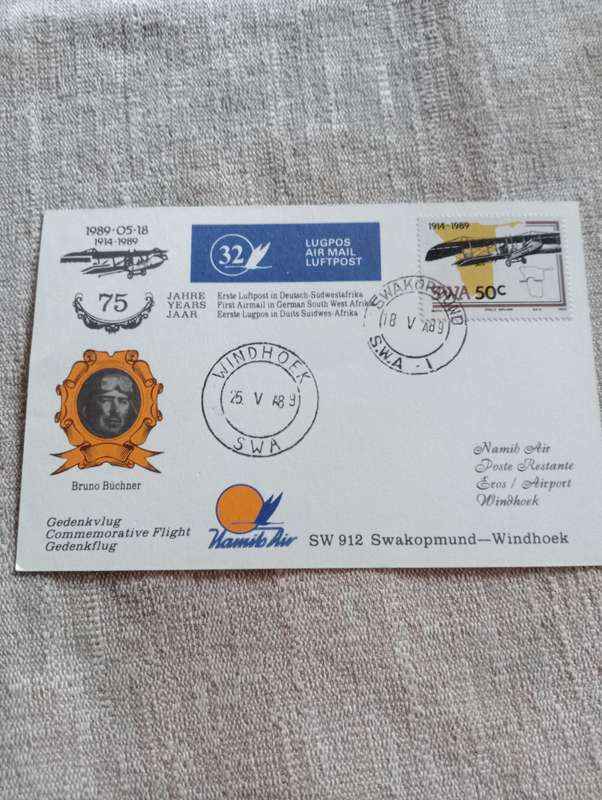 1989·05·18
1914-1989
75
JAHRE
YEARS
JAAR
32
LUGPOS
AIR MAIL
LUFTPOST
Erste Luftpost in Deutsch-Südwestafrika
First Airmail in German South West Africa
Eerste Lugpos in Duits Suidwes-Afrika
1914-1989
SWA 50c
SWAKOPMUND
18 V A89
S.W.A - 1
WINDHOEK
25 V A89
SWA
Bruno Büchner
Namib Air
Poste Restante
Eros / Airport
Windhoek
Gedenkvlug
Commemorative Flight
Gedenkflug
Namib Air
SW 912 Swakopmund—Windhoek